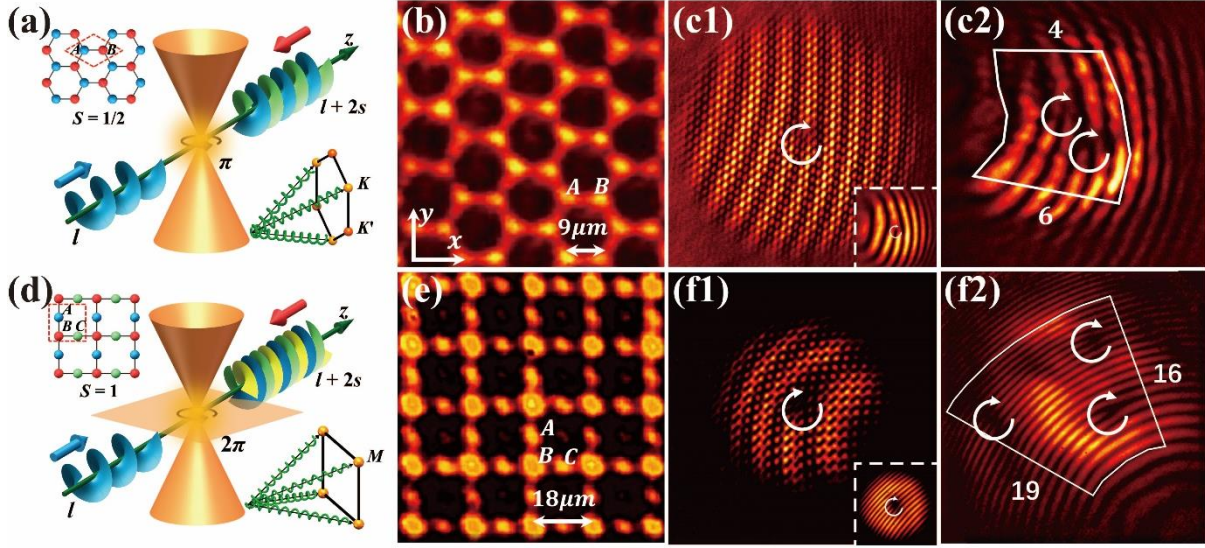 (a)
A
B
S = 1/2
z
l + 2s
π
l
K
K'
(b)
A B
y
x
9μm
(c1)
(c2)
4
6
(d)
A
B C
S = 1
z
l + 2s
2π
l
M
(e)
A
B C
18μm
(f1)
(f2)
16
19